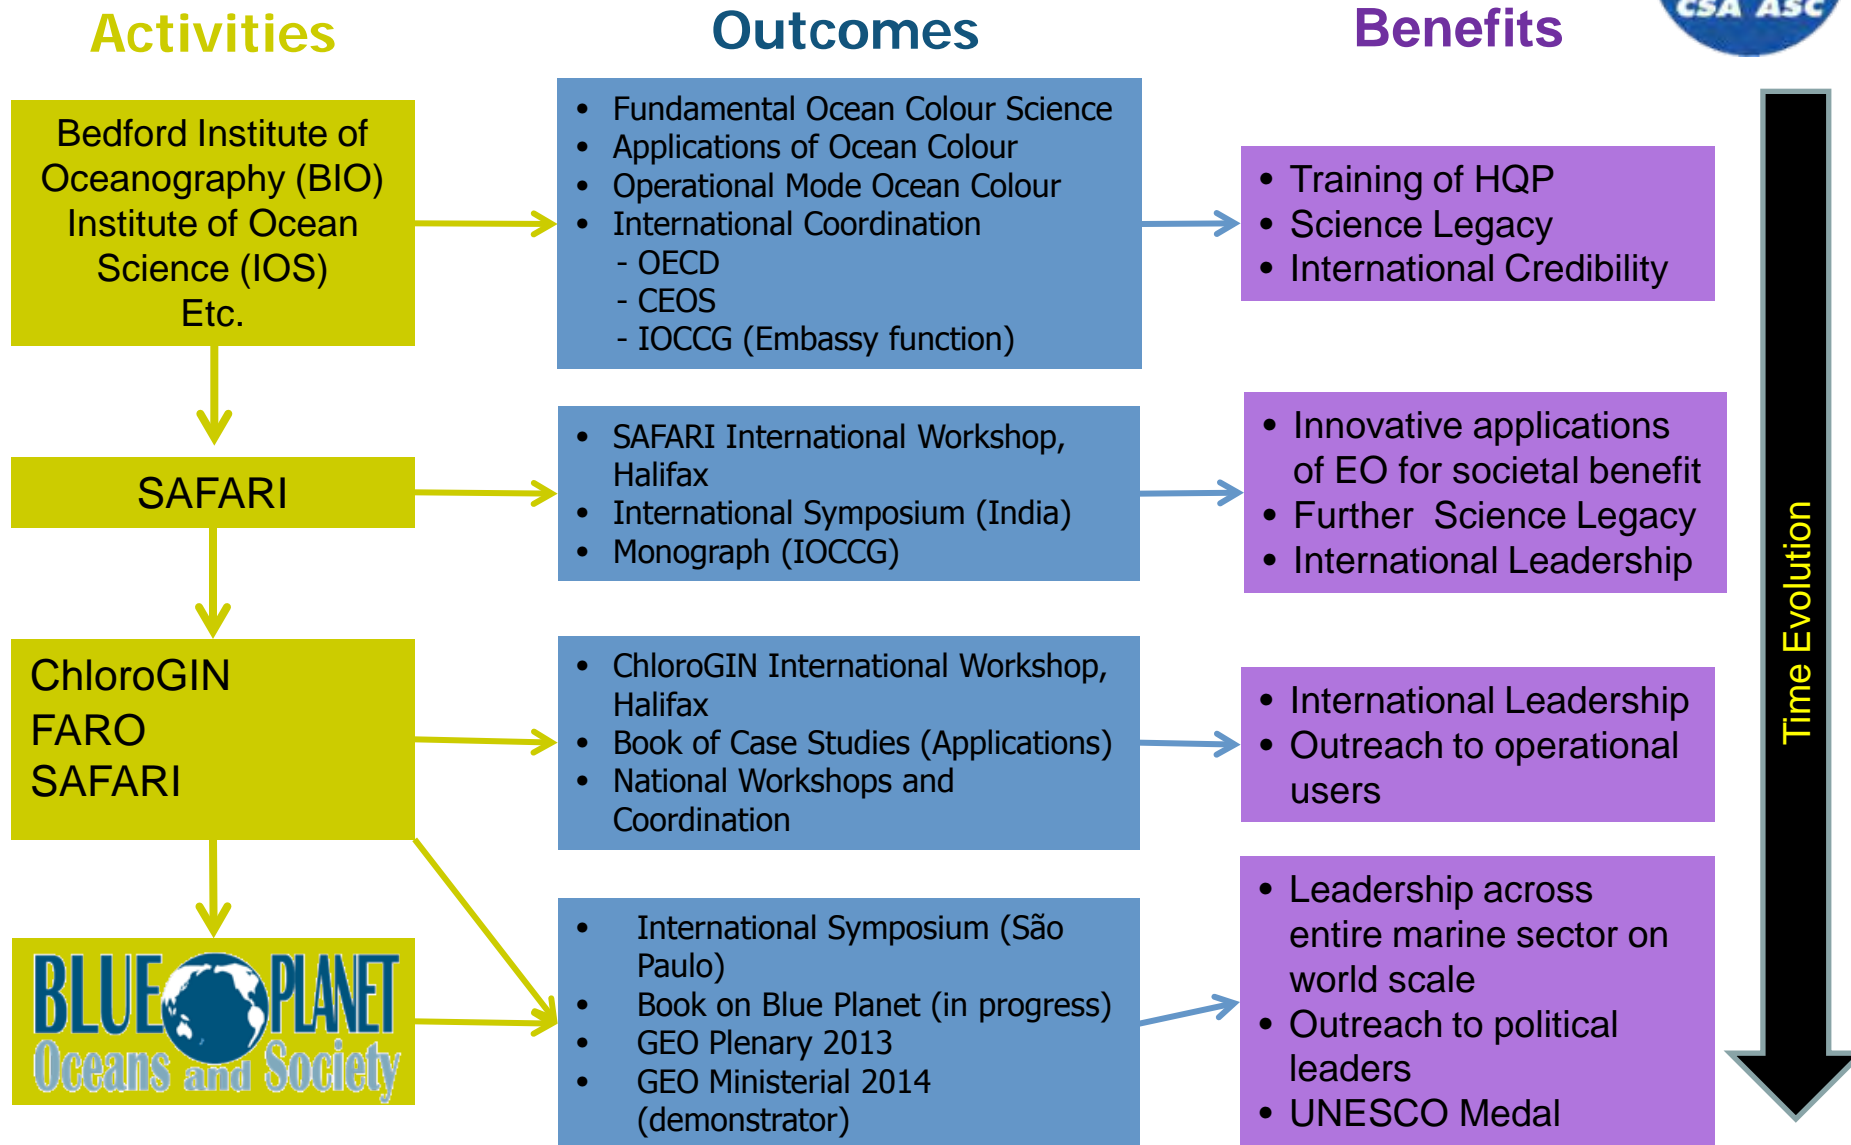 Activities
Outcomes
Benefits
CSA ASC
Bedford Institute of
Oceanography (BIO)
Institute of Ocean
Science (IOS)
Etc.
• Fundamental Ocean Colour Science
• Applications of Ocean Colour
• Operational Mode Ocean Colour
• International Coordination
- OECD
- CEOS
- IOCCG (Embassy function)
• Training of HQP
• Science Legacy
• International Credibility
SAFARI
• SAFARI International Workshop,
Halifax
• International Symposium (India)
• Monograph (IOCCG)
• Innovative applications
of EO for societal benefit
• Further Science Legacy
• International Leadership
ChloroGIN
FARO
SAFARI
• ChloroGIN International Workshop,
Halifax
• Book of Case Studies (Applications)
• National Workshops and
Coordination
• International Leadership
• Outreach to operational
users
BLUE PLANET
Oceans and Society
• International Symposium (São
Paulo)
• Book on Blue Planet (in progress)
• GEO Plenary 2013
• GEO Ministerial 2014
(demonstrator)
• Leadership across
entire marine sector on
world scale
• Outreach to political
leaders
• UNESCO Medal
Time Evolution